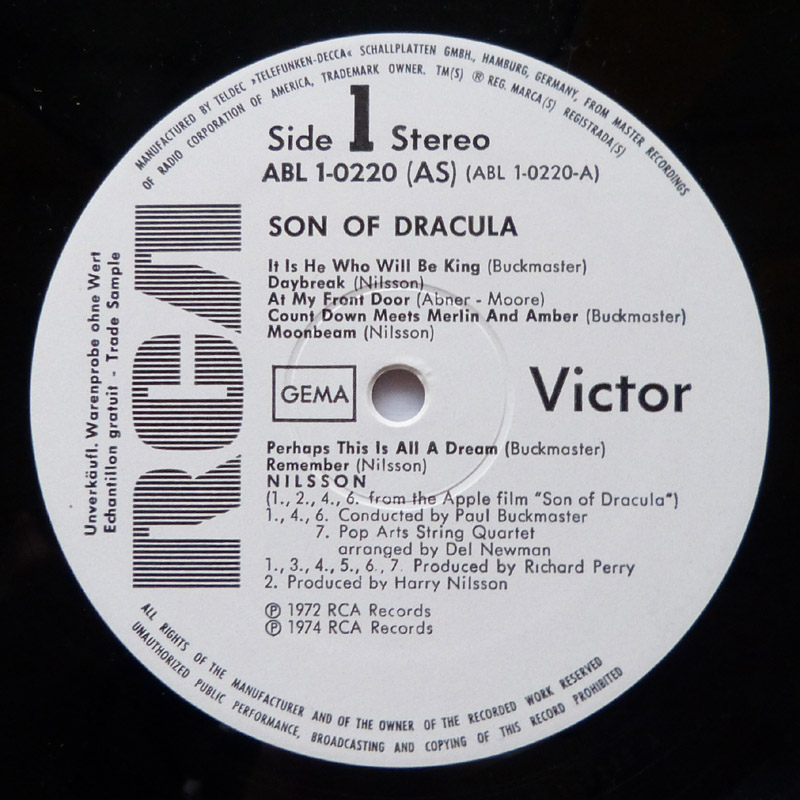 MANUFACTURED BY TELDEC »TELEFUNKEN-DECCA« SCHALLPLATTEN GMBH., HAMBURG, GERMANY, FROM MASTER RECORDINGS
OF RADIO CORPORATION OF AMERICA, TRADEMARK OWNER. TM(S) ® REG. MARCA(S) REGISTRADA(S)
Side 1 Stereo
ABL 1-0220 (AS) (ABL 1-0220-A)
SON OF DRACULA
It Is He Who Will Be King (Buckmaster)
Daybreak (Nilsson)
At My Front Door (Abner - Moore)
Count Down Meets Merlin And Amber (Buckmaster)
Moonbeam (Nilsson)
RCA
Unverkäufl. Warenprobe ohne Wert
Echantillon gratuit - Trade Sample
GEMA
Victor
Perhaps This Is All A Dream (Buckmaster)
Remember (Nilsson)
NILSSON
(1., 2., 4., 6. from the Apple film "Son of Dracula")
1., 4., 6. Conducted by Paul Buckmaster
7. Pop Arts String Quartet
arranged by Del Newman
1., 3., 4., 5., 6., 7. Produced by Richard Perry
2. Produced by Harry Nilsson
℗ 1972 RCA Records
℗ 1974 RCA Records
ALL RIGHTS OF THE MANUFACTURER AND OF THE OWNER OF THE RECORDED WORK RESERVED
UNAUTHORIZED PUBLIC PERFORMANCE, BROADCASTING AND COPYING OF THIS RECORD PROHIBITED